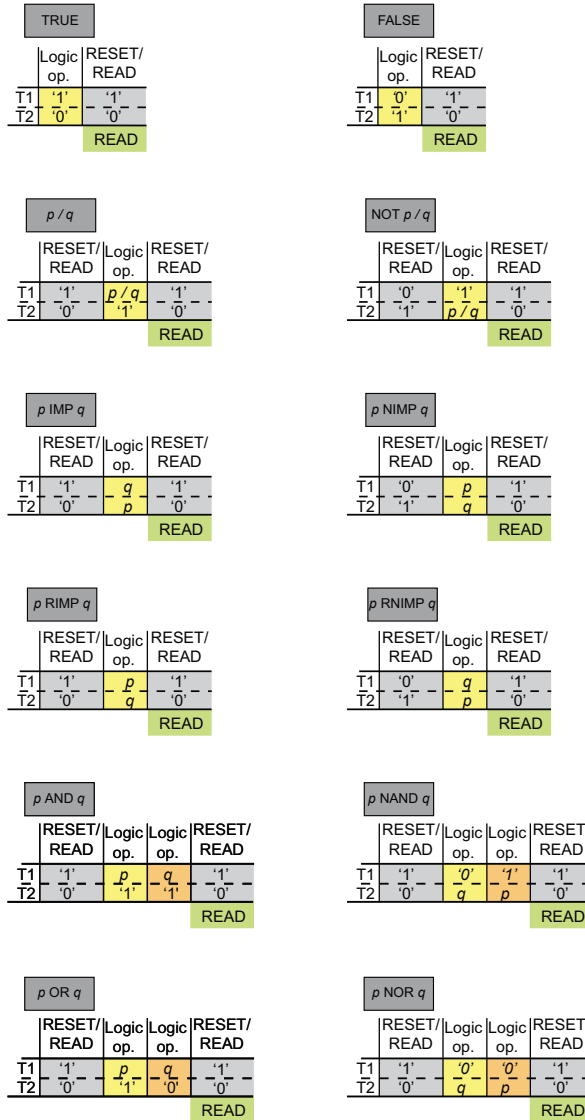 TRUE
Logic op. RESET/ READ
T1 ‘1’ ‘1’
T2 ‘0’ ‘0’
READ
FALSE
Logic op. RESET/ READ
T1 ‘0’ ‘1’
T2 ‘1’ ‘0’
READ
p / q
RESET/ READ Logic op. RESET/ READ
T1 ‘1’ p / q ‘1’
T2 ‘0’ ‘1’ ‘0’
READ
NOT p / q
RESET/ READ Logic op. RESET/ READ
T1 ‘0’ ‘1’ ‘1’
T2 ‘1’ p / q ‘0’
READ
p IMP q
RESET/ READ Logic op. RESET/ READ
T1 ‘1’ q ‘1’
T2 ‘0’ p ‘0’
READ
p NIMP q
RESET/ READ Logic op. RESET/ READ
T1 ‘0’ p ‘1’
T2 ‘1’ q ‘0’
READ
p RIMP q
RESET/ READ Logic op. RESET/ READ
T1 ‘1’ p ‘1’
T2 ‘0’ q ‘0’
READ
p RNIMP q
RESET/ READ Logic op. RESET/ READ
T1 ‘0’ q ‘1’
T2 ‘1’ p ‘0’
READ
p AND q
RESET/ READ Logic op. Logic op. RESET/ READ
T1 ‘1’ p q ‘1’
T2 ‘0’ ‘1’ ‘1’ ‘0’
READ
p NAND q
RESET/ READ Logic op. Logic op. RESET READ
T1 ‘1’ ‘0’ ‘1’ ‘1’
T2 ‘0’ q p ‘0’
READ
p OR q
RESET/ READ Logic op. Logic op. RESET/ READ
T1 ‘1’ p q ‘1’
T2 ‘0’ ‘1’ ‘0’ ‘0’
READ
p NOR q
RESET/ READ Logic op. Logic op. RESET READ
T1 ‘1’ ‘0’ ‘0’ ‘1’
T2 ‘0’ q p ‘0’
READ